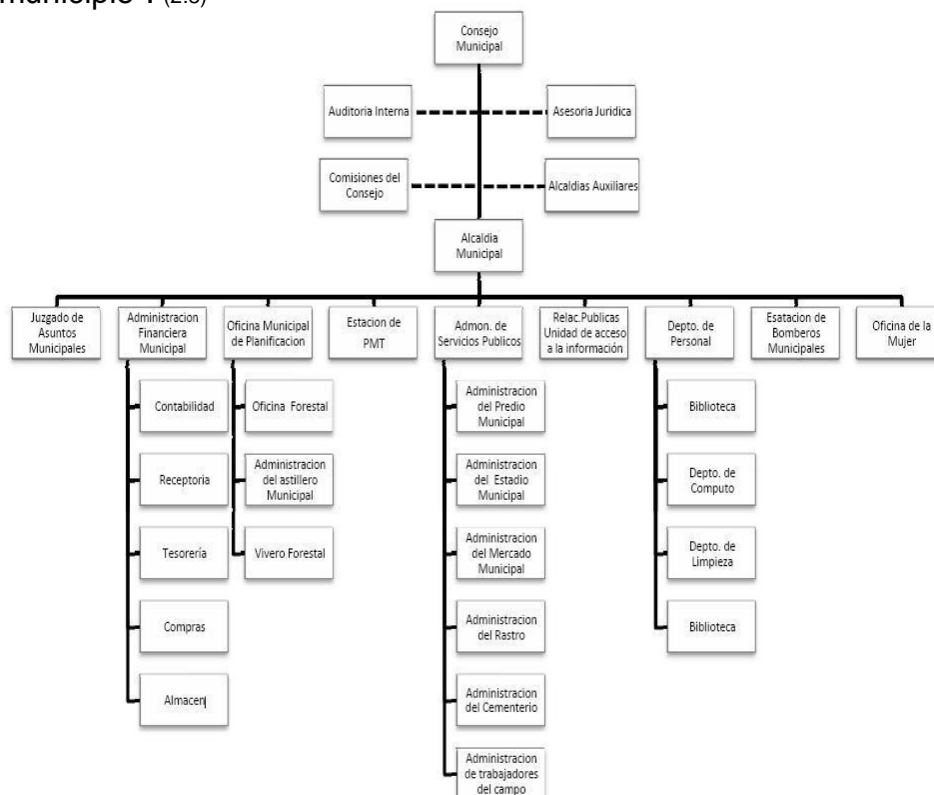 municipio . (2.5)
Consejo
Municipal
Auditoria Interna
Asesoria Juridica
Comisiones del
Consejo
Alcaldias Auxiliares
Alcaldia
Municipal
Juzgado de
Asuntos
Municipales
Administracion
Financiera
Municipal
Oficina Municipal
de Planificacion
Estacion de
PMT
Admon. de
Servicios Publicos
Relac.Publicas
Unidad de acceso
a la información
Depto. de
Personal
Esatacion de
Bomberos
Municipales
Oficina de la
Mujer
Contabilidad
Receptoria
Tesorería
Compras
Almacen
Oficina Forestal
Administracion
del astillero
Municipal
Vivero Forestal
Administracion
del Predio
Municipal
Administracion
del Estadio
Municipal
Administracion
del Mercado
Municipal
Administracion
del Rastro
Administracion
del Cementerio
Administracion
de trabajadores
del campo
Biblioteca
Depto. de
Computo
Depto. de
Limpieza
Biblioteca